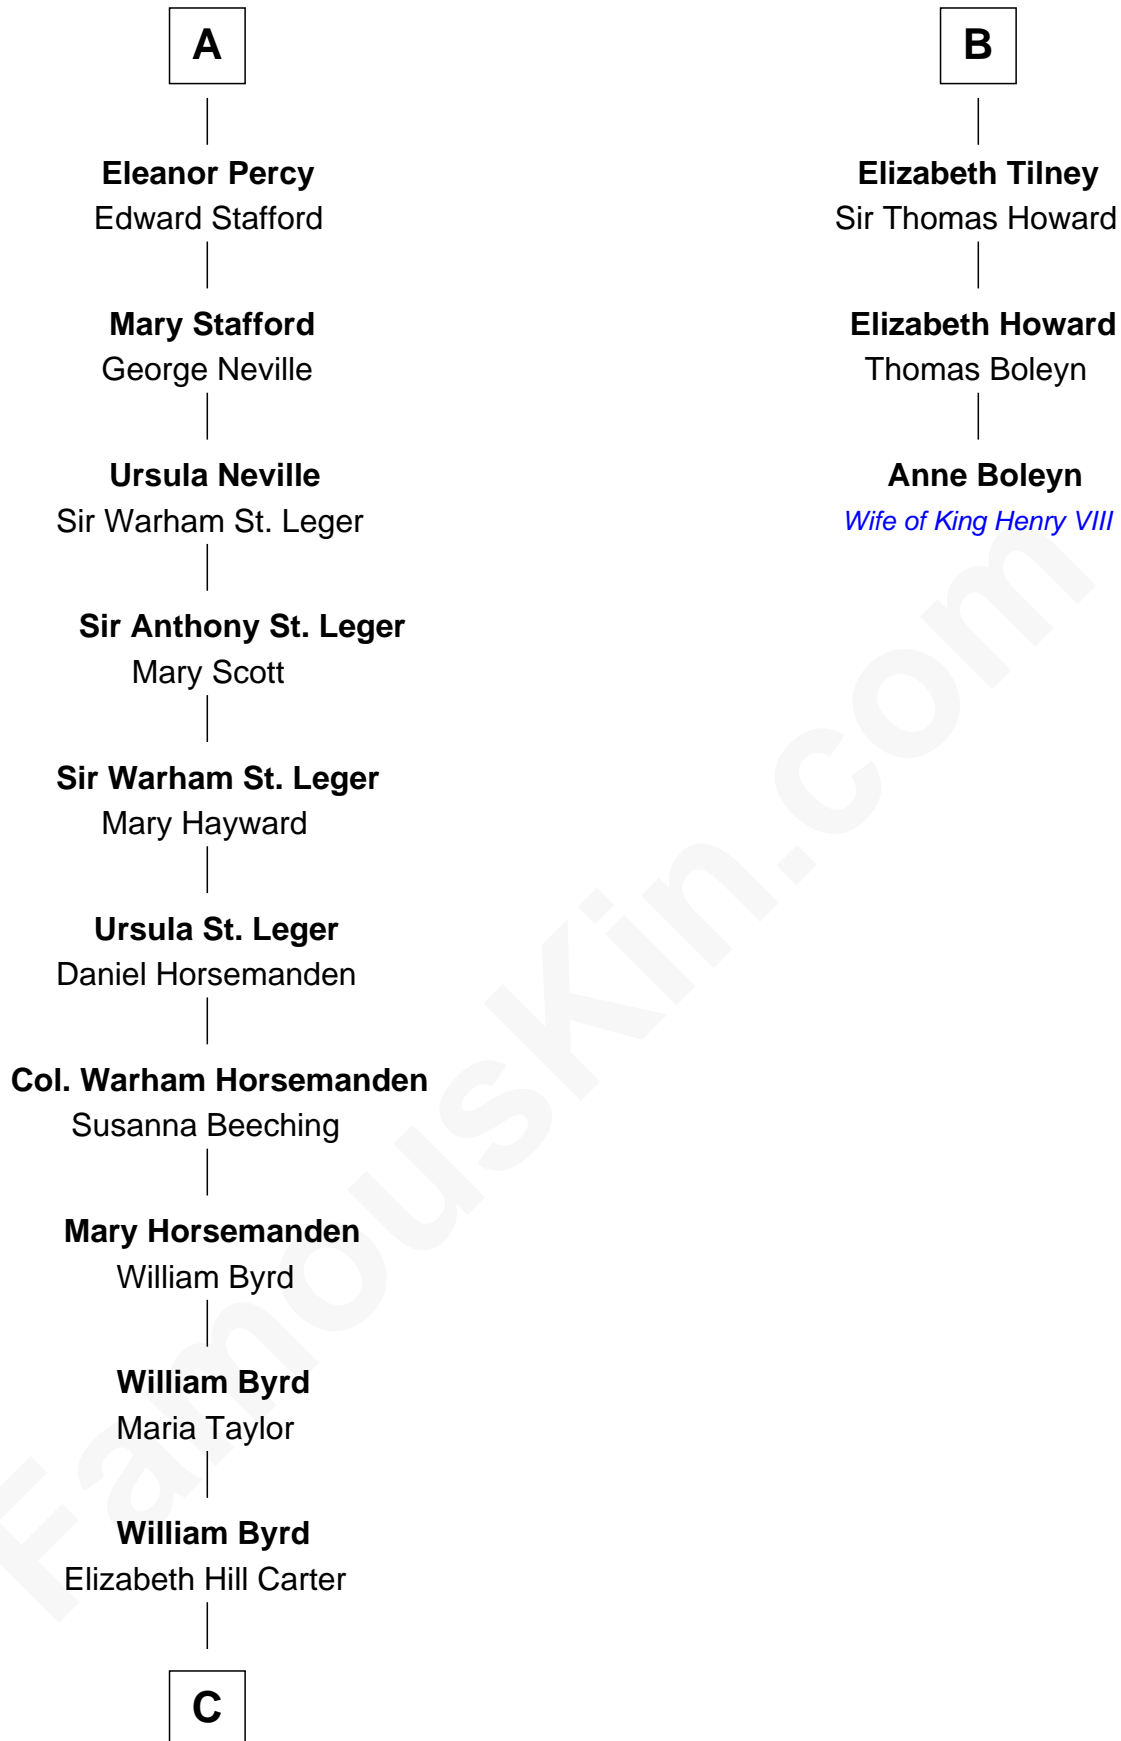 A
Eleanor Percy
Edward Stafford
Mary Stafford
George Neville
Ursula Neville
Sir Warham St. Leger
Sir Anthony St. Leger
Mary Scott
Sir Warham St. Leger
Mary Hayward
Ursula St. Leger
Daniel Horsemanden
Col. Warham Horsemanden
Susanna Beeching
Mary Horsemanden
William Byrd
William Byrd
Maria Taylor
William Byrd
Elizabeth Hill Carter
C
B
Elizabeth Tilney
Sir Thomas Howard
Elizabeth Howard
Thomas Boleyn
Anne Boleyn
Wife of King Henry VIII
FamousKin.com